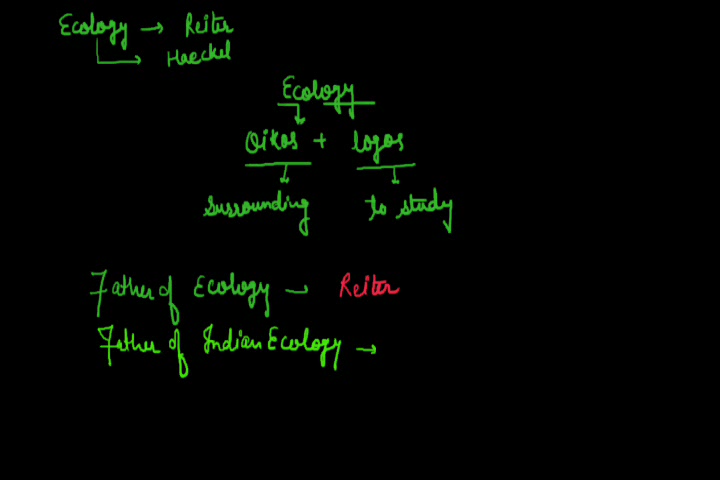 Ecology → Reiter
→ Haeckel
Ecology
Oikos + logos
surrounding to study
Father of Ecology → Reiter
Father of Indian Ecology →